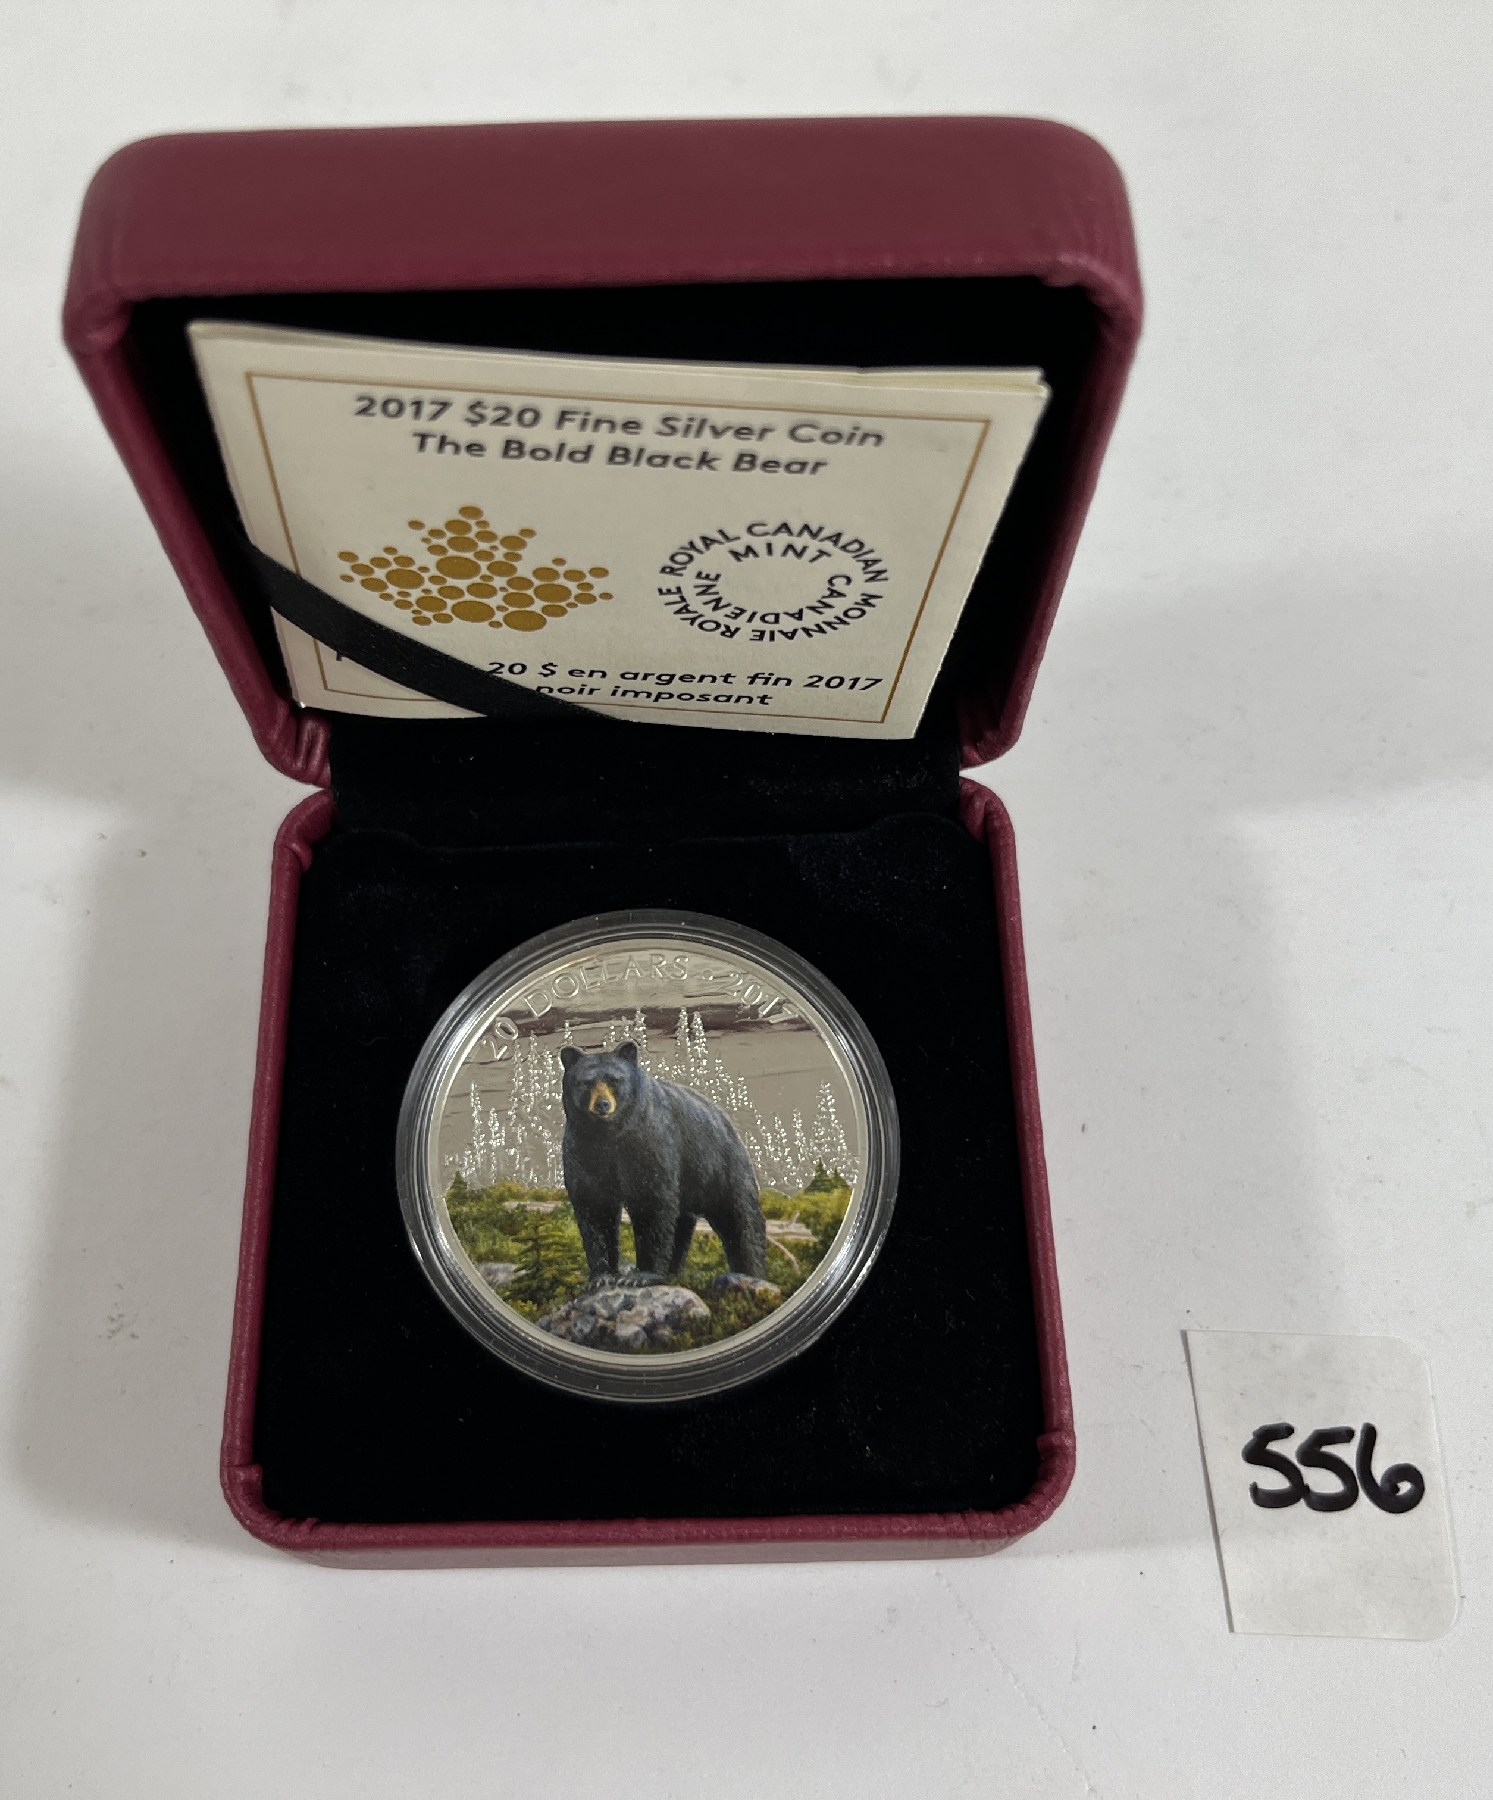 2017 $20 Fine Silver Coin
The Bold Black Bear
ROYAL CANADIAN MINT
MONNAIE ROYALE CANADIENNE
20 $ en argent fin 2017
noir imposant
20 DOLLARS • 2017
556